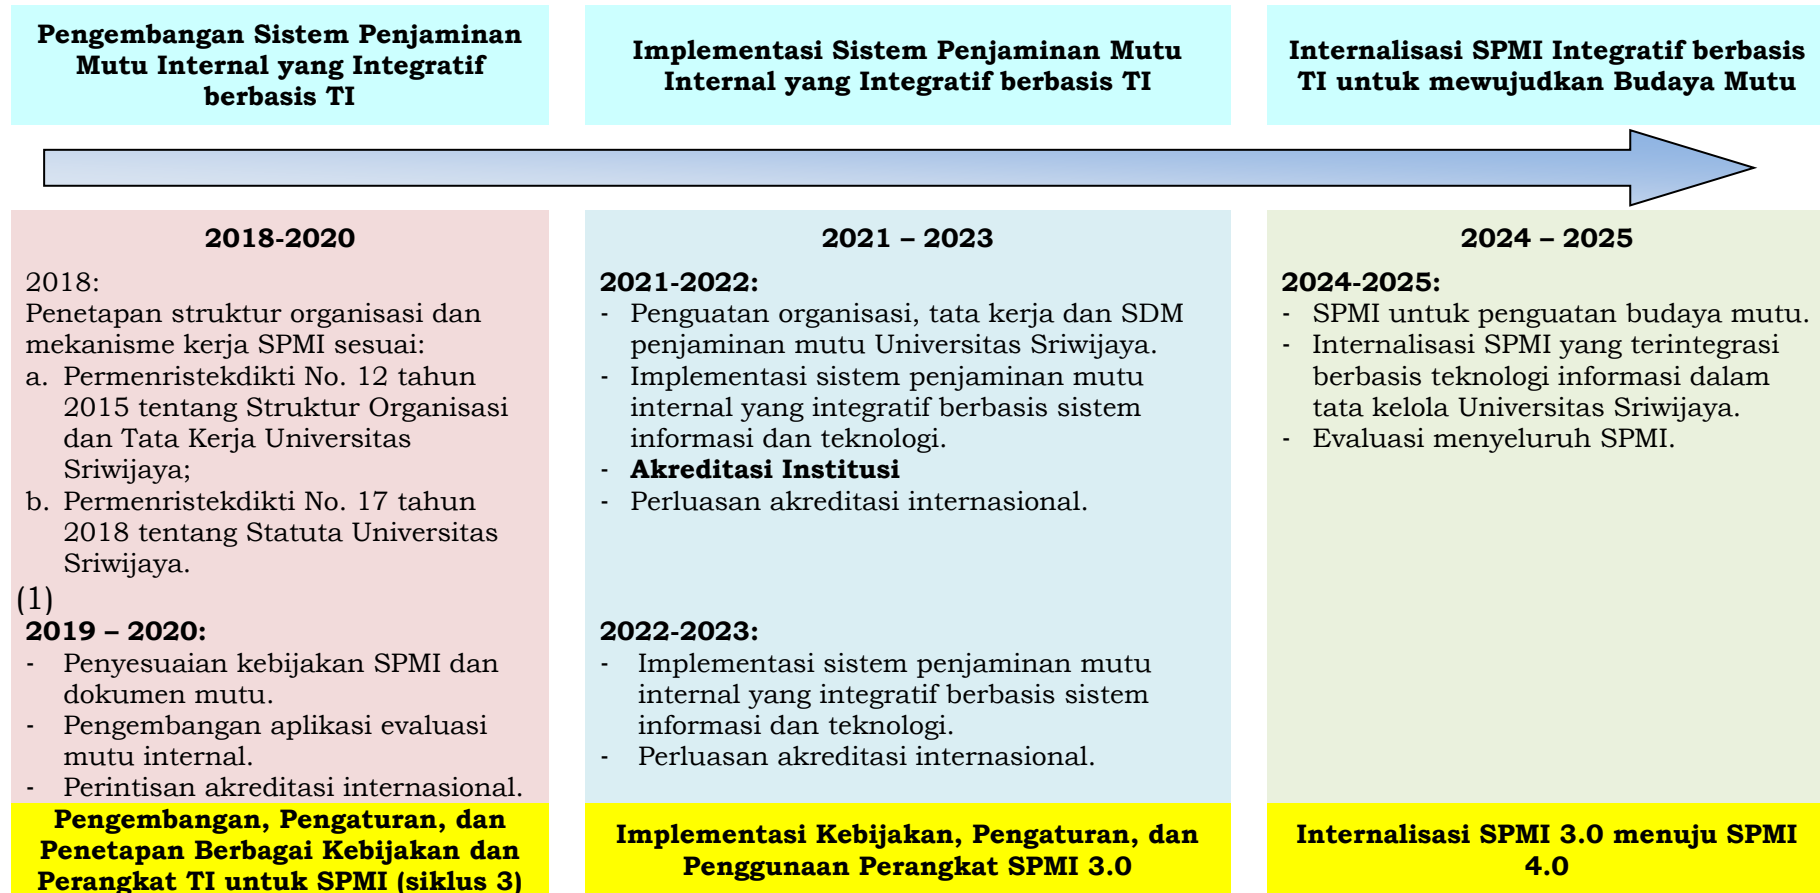 Pengembangan Sistem Penjaminan
Mutu Internal yang Integratif
berbasis TI
Implementasi Sistem Penjaminan Mutu
Internal yang Integratif berbasis TI
Internalisasi SPMI Integratif berbasis
TI untuk mewujudkan Budaya Mutu
2018-2020
2018:
Penetapan struktur organisasi dan
mekanisme kerja SPMI sesuai:
a. Permenristekdikti No. 12 tahun
2015 tentang Struktur Organisasi
dan Tata Kerja Universitas
Sriwijaya;
b. Permenristekdikti No. 17 tahun
2018 tentang Statuta Universitas
Sriwijaya.
(1)
2019 – 2020:
- Penyesuaian kebijakan SPMI dan
dokumen mutu.
- Pengembangan aplikasi evaluasi
mutu internal.
- Perintisan akreditasi internasional.
Pengembangan, Pengaturan, dan
Penetapan Berbagai Kebijakan dan
Perangkat TI untuk SPMI (siklus 3)
2021 – 2023
2021-2022:
- Penguatan organisasi, tata kerja dan SDM
penjaminan mutu Universitas Sriwijaya.
- Implementasi sistem penjaminan mutu
internal yang integratif berbasis sistem
informasi dan teknologi.
- Akreditasi Institusi
- Perluasan akreditasi internasional.
2022-2023:
- Implementasi sistem penjaminan mutu
internal yang integratif berbasis sistem
informasi dan teknologi.
- Perluasan akreditasi internasional.
Implementasi Kebijakan, Pengaturan, dan
Penggunaan Perangkat SPMI 3.0
2024 – 2025
2024-2025:
- SPMI untuk penguatan budaya mutu.
- Internalisasi SPMI yang terintegrasi
berbasis teknologi informasi dalam
tata kelola Universitas Sriwijaya.
- Evaluasi menyeluruh SPMI.
Internalisasi SPMI 3.0 menuju SPMI
4.0